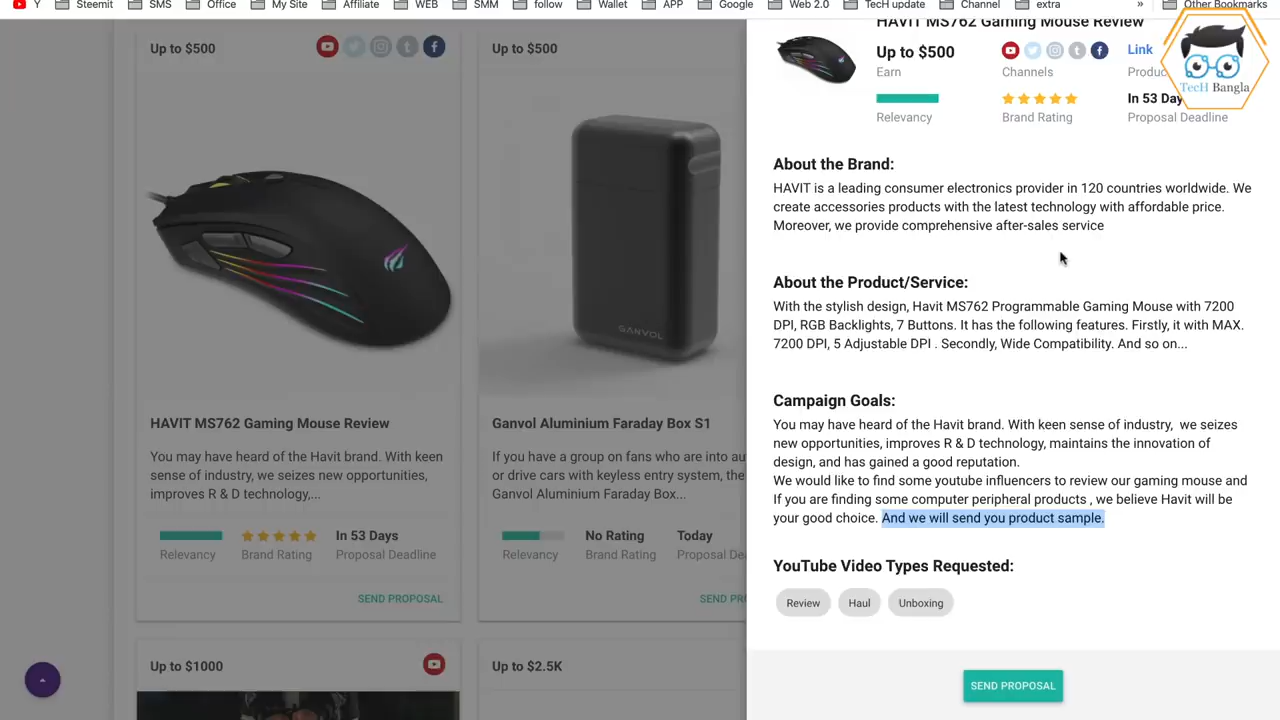 Y Steemit SMS Office My Site Affiliate WEB SMM follow Wallet APP Google Web 2.0 TecH update Channel extra » Other Bookmarks
Up to $500
HAVIT MS762 Gaming Mouse Review
You may have heard of the Havit brand. With keen
sense of industry, we seizes new opportunities,
improves R & D technology,...
Relevancy
Brand Rating
In 53 Days
Proposal Deadline
SEND PROPOSAL
Up to $500
GANVOL
Ganvol Aluminium Faraday Box S1
If you have a group on fans who are into au
or drive cars with keyless entry system, the
Ganvol Aluminium Faraday Box...
Relevancy
No Rating
Brand Rating
Today
Proposal De
SEND PR
Up to $1000
Up to $2.5K
HAVIT MS762 Gaming Mouse Review
Up to $500
Earn
Channels
Link
Produc
Relevancy
Brand Rating
In 53 Day
Proposal Deadline
TecH Bangla
About the Brand:
HAVIT is a leading consumer electronics provider in 120 countries worldwide. We
create accessories products with the latest technology with affordable price.
Moreover, we provide comprehensive after-sales service
About the Product/Service:
With the stylish design, Havit MS762 Programmable Gaming Mouse with 7200
DPI, RGB Backlights, 7 Buttons. It has the following features. Firstly, it with MAX.
7200 DPI, 5 Adjustable DPI . Secondly, Wide Compatibility. And so on...
Campaign Goals:
You may have heard of the Havit brand. With keen sense of industry, we seizes
new opportunities, improves R & D technology, maintains the innovation of
design, and has gained a good reputation.
We would like to find some youtube influencers to review our gaming mouse and
If you are finding some computer peripheral products , we believe Havit will be
your good choice. And we will send you product sample.
YouTube Video Types Requested:
Review Haul Unboxing
SEND PROPOSAL